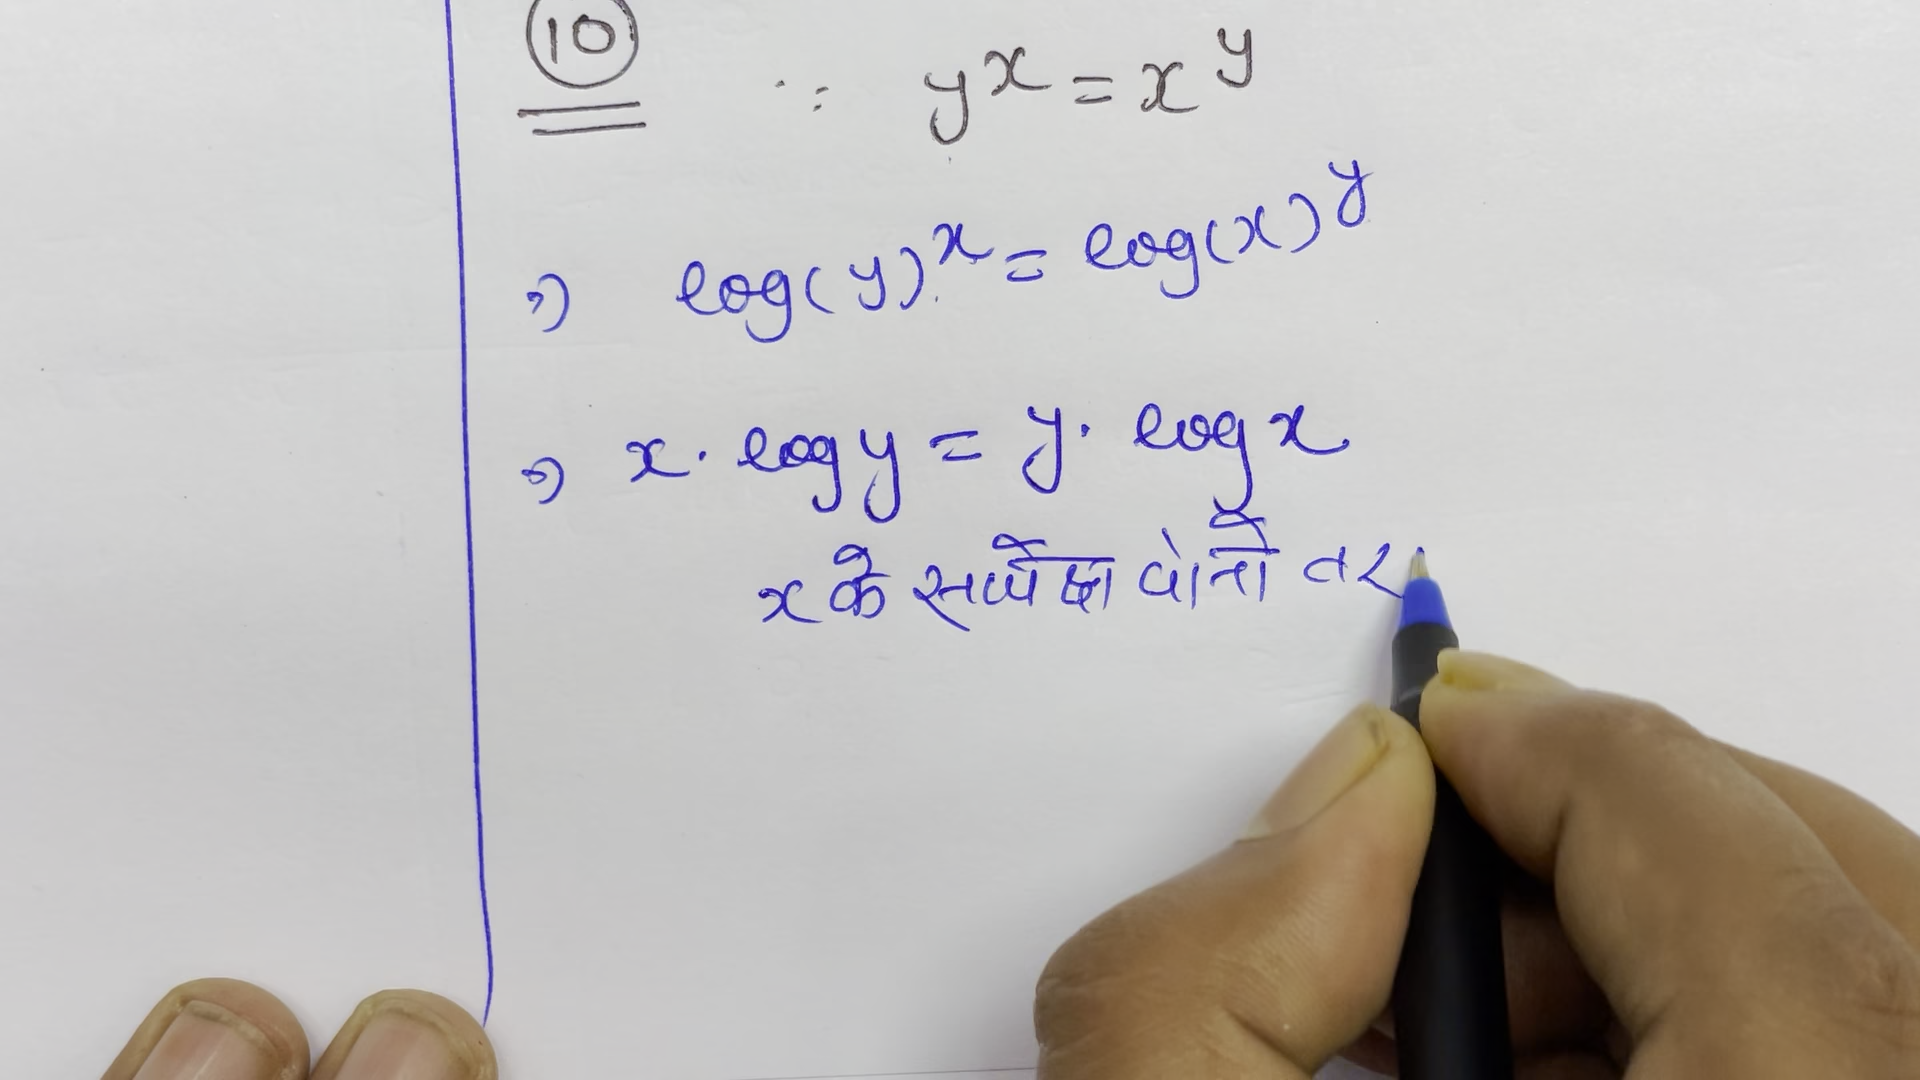 10
∵ y^x = x^y
⇒) log(y)^x = log(x)^y
⇒) x · log y = y · log x
x के सापेक्ष दोनों तर